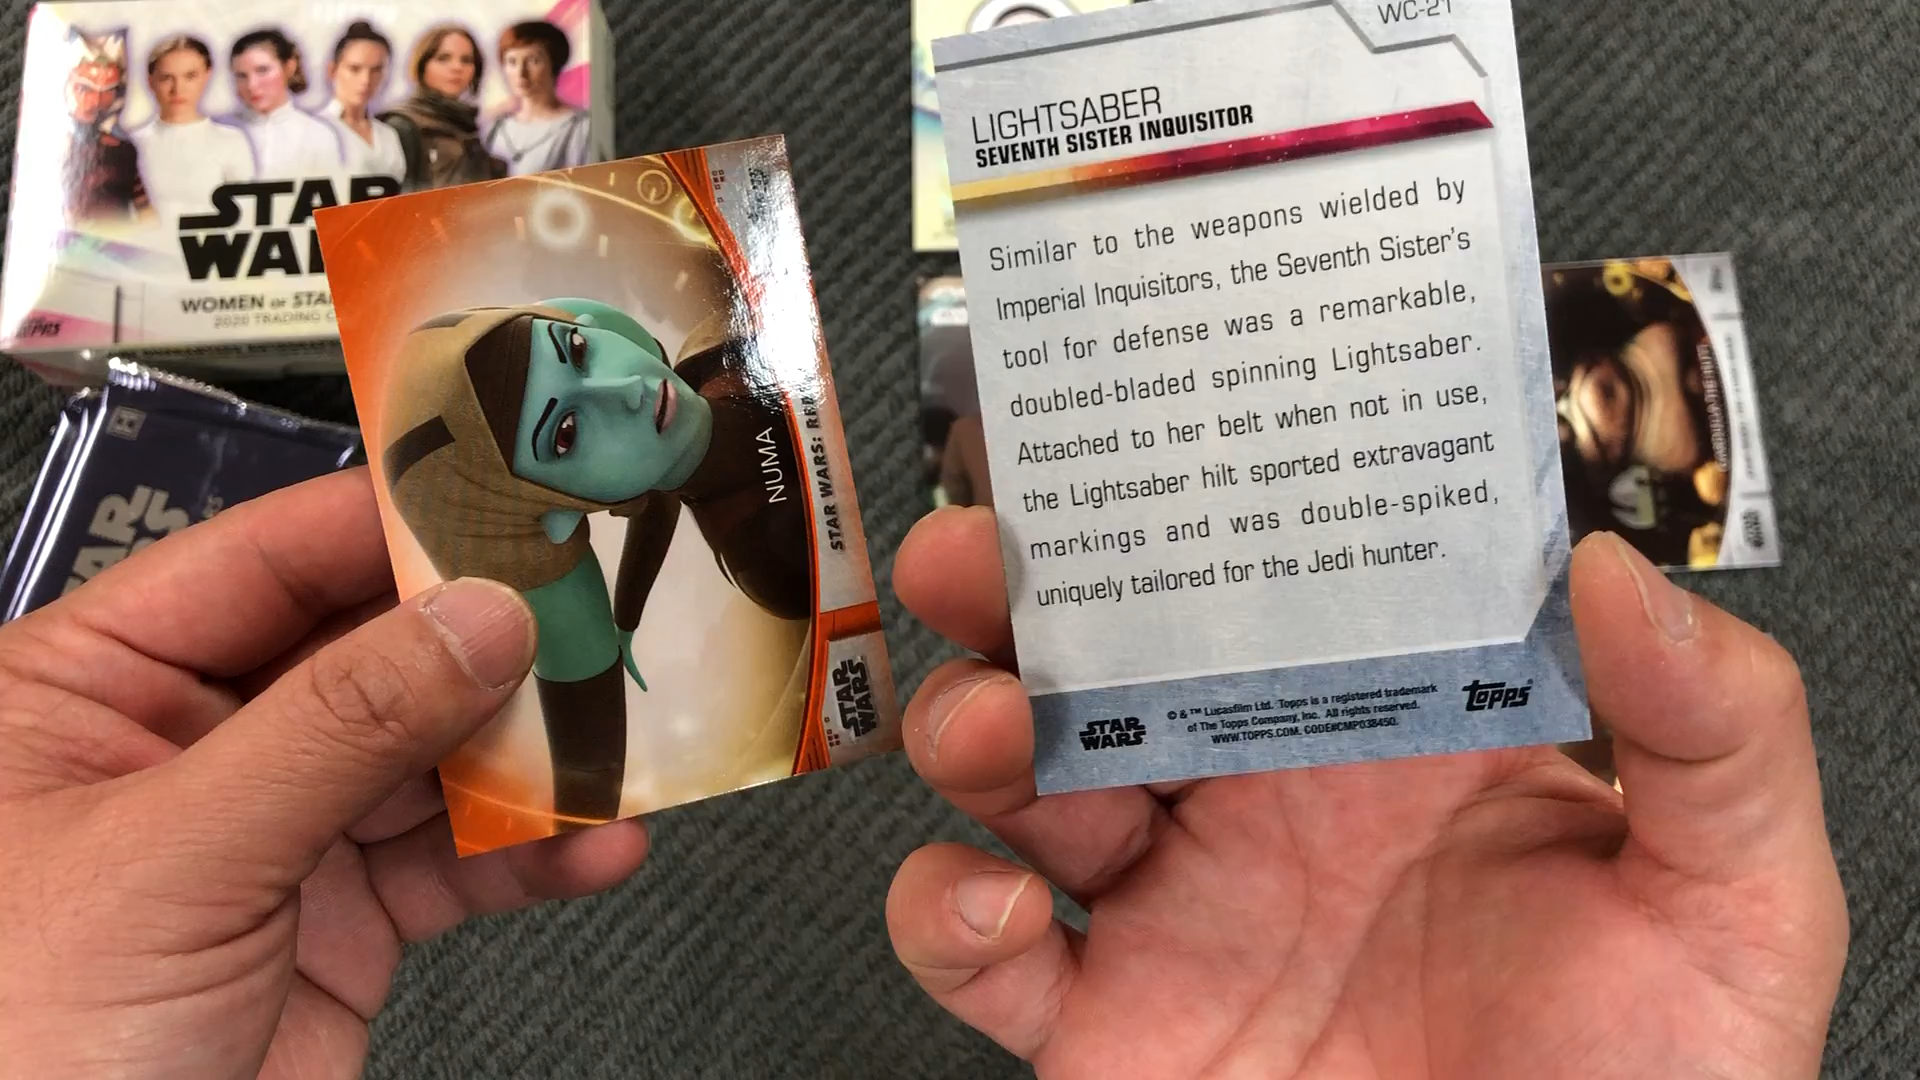 STAR
WARS
WOMEN OF STAR
2020 TRADING
TOPPS
NUMA
STAR WARS: RE
STAR
WARS
WC-21
LIGHTSABER
SEVENTH SISTER INQUISITOR
Similar to the weapons wielded by
Imperial Inquisitors, the Seventh Sister's
tool for defense was a remarkable,
doubled-bladed spinning Lightsaber.
Attached to her belt when not in use,
the Lightsaber hilt sported extravagant
markings and was double-spiked,
uniquely tailored for the Jedi hunter.
STAR
WARS
© & ™ Lucasfilm Ltd. Topps is a registered trademark
of The Topps Company, Inc. All rights reserved.
WWW.TOPPS.COM. CODE#CMP038450.
Topps